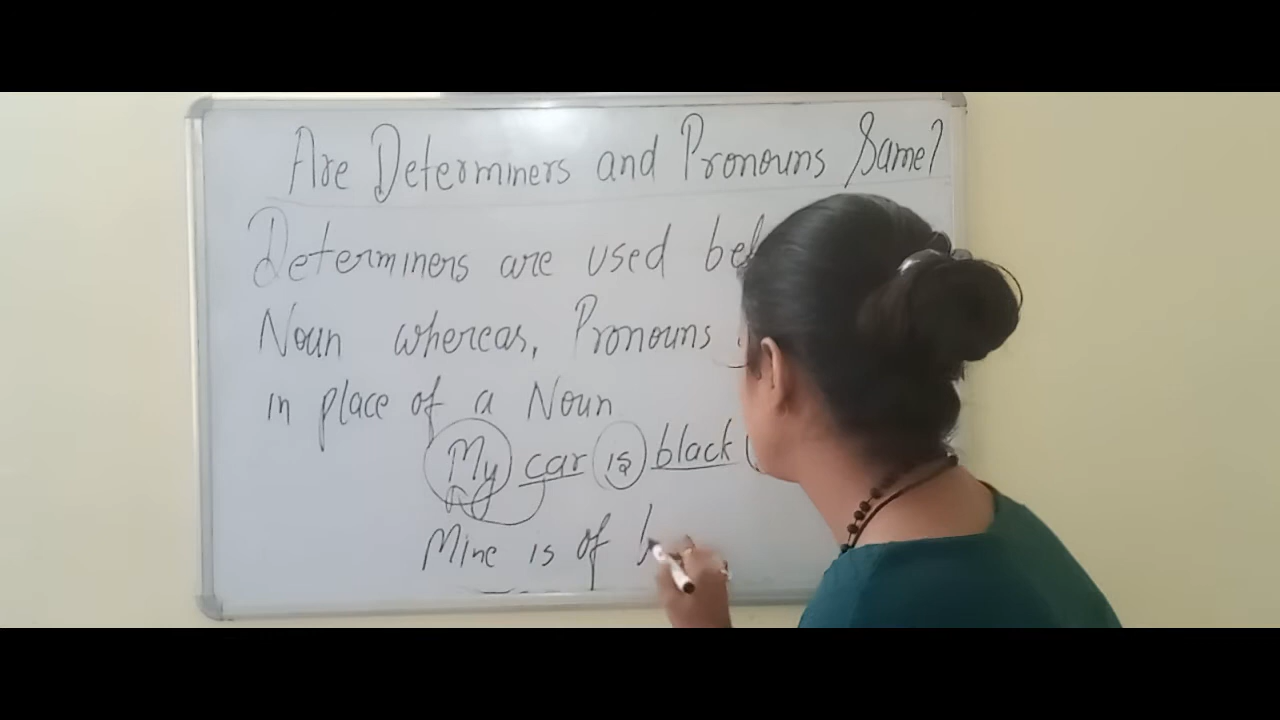 Are Determiners and Pronouns Same?
Determiners are used
Noun whereas, Pronouns
in place of a Noun
My car is black
Mine is of